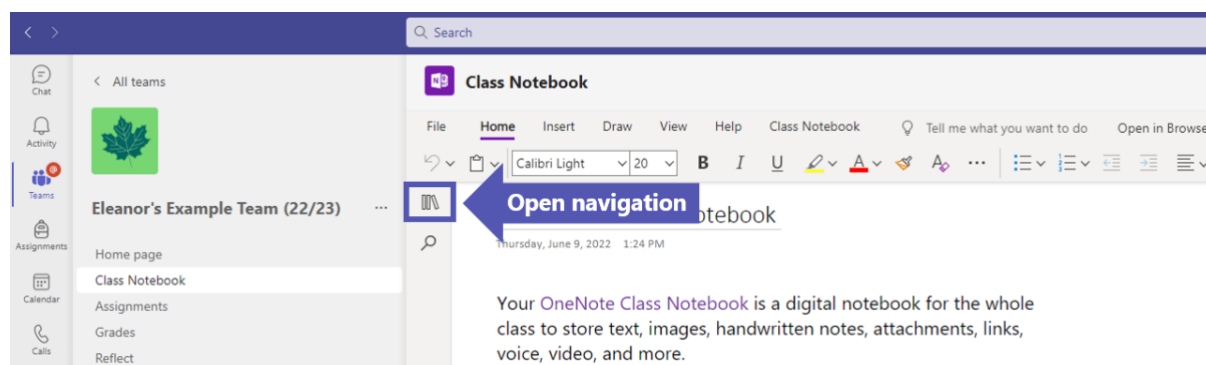 Search
Chat
Activity
Teams
Assignments
Calendar
Calls
All teams
Eleanor's Example Team (22/23)
Home page
Class Notebook
Assignments
Grades
Reflect
Class Notebook
File Home Insert Draw View Help Class Notebook Tell me what you want to do Open in Browse
Calibri Light 20 B I U A A
Open navigation
otebook
Thursday, June 9, 2022 1:24 PM
Your OneNote Class Notebook is a digital notebook for the whole
class to store text, images, handwritten notes, attachments, links,
voice, video, and more.